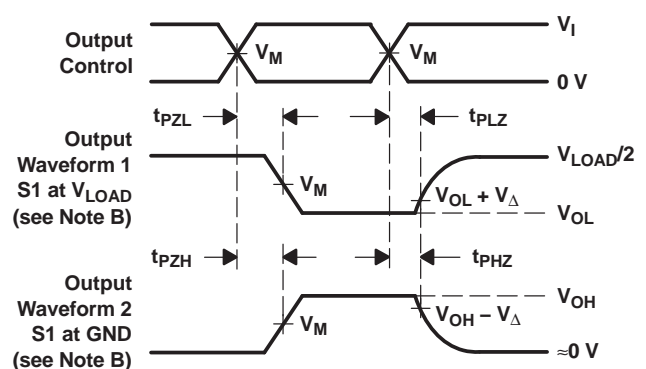 Output
Control
V_I
V_M
V_M
0 V
t_PZL
t_PLZ
Output
Waveform 1
S1 at V_LOAD
(see Note B)
V_LOAD/2
V_M
V_OL + V_Δ
V_OL
t_PZH
t_PHZ
Output
Waveform 2
S1 at GND
(see Note B)
V_OH
V_M
V_OH – V_Δ
≈0 V